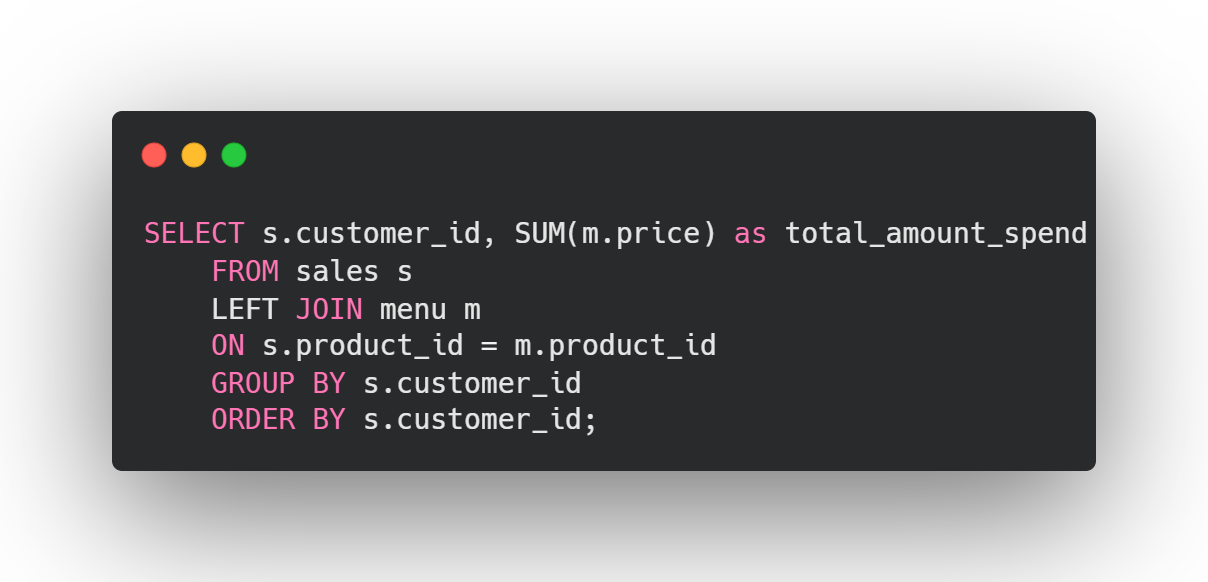 SELECT s.customer_id, SUM(m.price) as total_amount_spend
    FROM sales s
    LEFT JOIN menu m
    ON s.product_id = m.product_id
    GROUP BY s.customer_id
    ORDER BY s.customer_id;